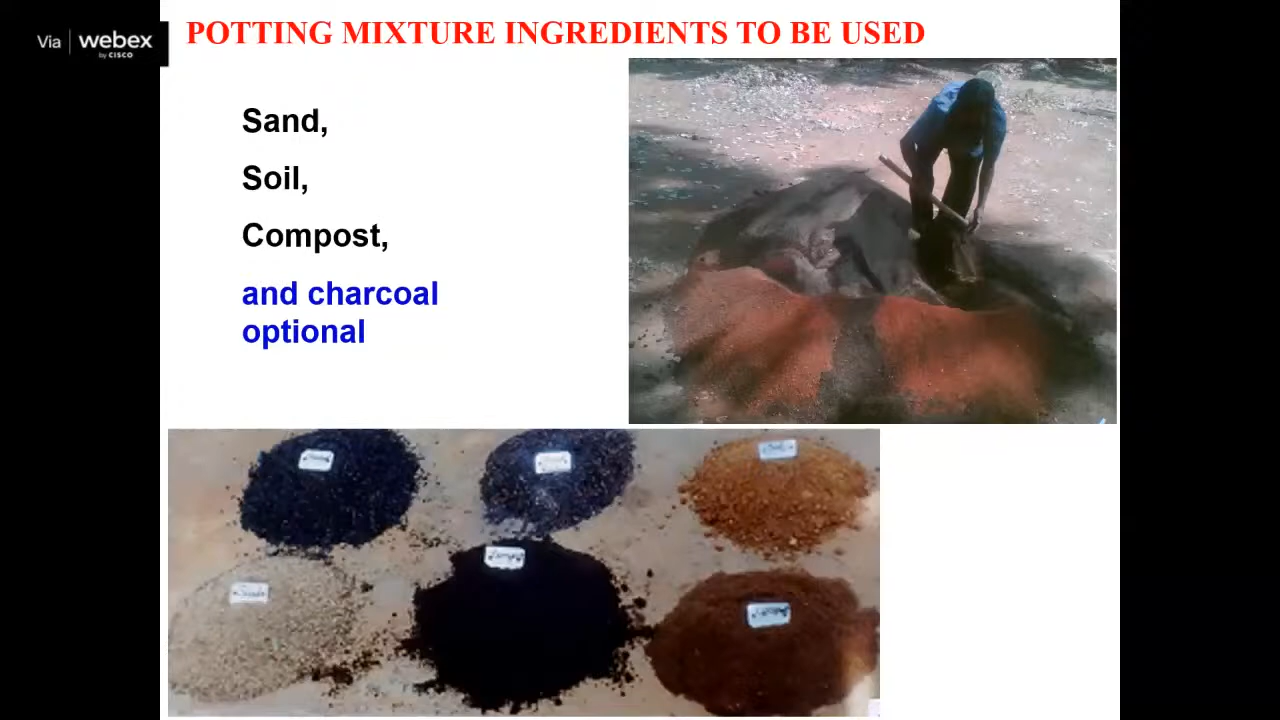 Via webex
by CISCO
POTTING MIXTURE INGREDIENTS TO BE USED
Sand,
Soil,
Compost,
and charcoal
optional